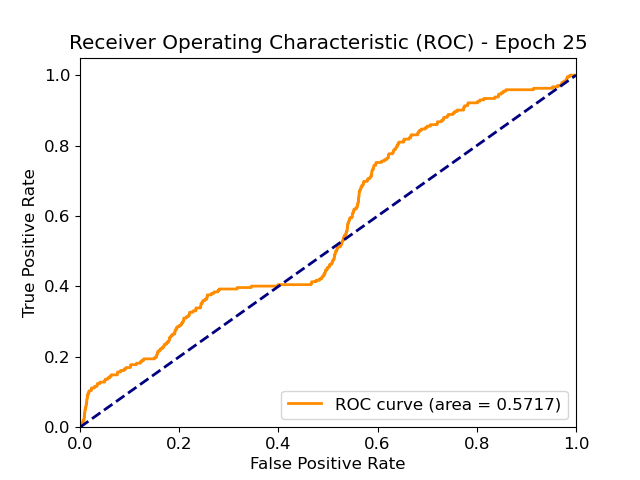 Receiver Operating Characteristic (ROC) - Epoch 25
1.0
0.8
0.6
0.4
0.2
0.0
True Positive Rate
ROC curve (area = 0.5717)
0.0 0.2 0.4 0.6 0.8 1.0
False Positive Rate